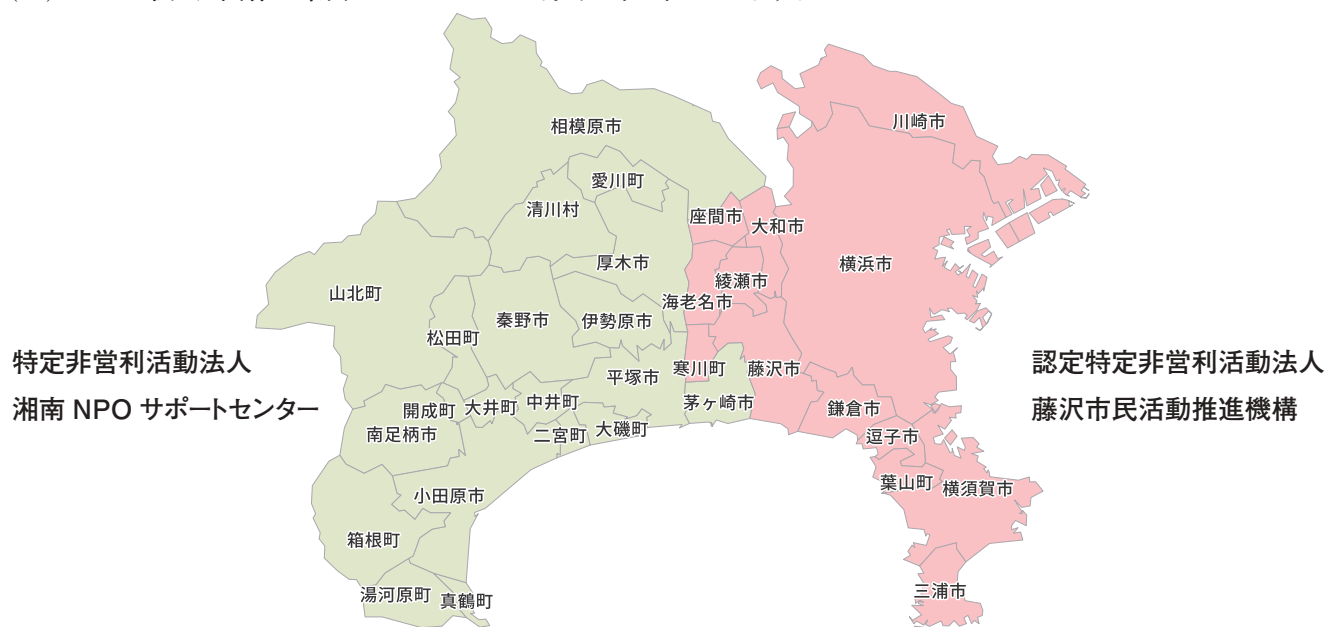 相模原市
川崎市
愛川町
清川村
座間市
大和市
厚木市
横浜市
綾瀬市
山北町
海老名市
秦野市
伊勢原市
松田町
特定非営利活動法人
湘南 NPO サポートセンター
平塚市
寒川町
藤沢市
認定特定非営利活動法人
藤沢市民活動推進機構
開成町
大井町
中井町
茅ヶ崎市
鎌倉市
南足柄市
二宮町
大磯町
逗子市
葉山町
横須賀市
小田原市
箱根町
湯河原町
真鶴町
三浦市